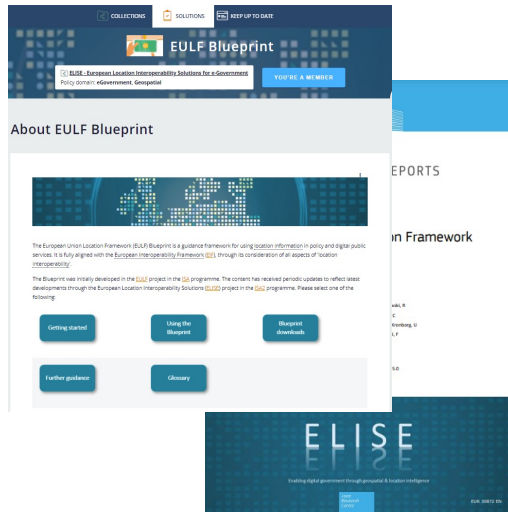 COLLECTIONS
SOLUTIONS
KEEP UP TO DATE
EULF Blueprint
ELISE - European Location Interoperability Solutions for e-Government
Policy domain: eGovernment, Geospatial
YOU'RE A MEMBER
About EULF Blueprint
The European Union Location Framework (EULF) Blueprint is a guidance framework for using location information in policy and digital public
services. It is fully aligned with the European Interoperability Framework (EIF), through its consideration of all aspects of 'location
interoperability'.
The Blueprint was initially developed in the EULF project in the ISA programme. The content has received periodic updates to reflect latest
developments through the European Location Interoperability Solutions (ELISE) project in the ISA2 programme. Please select one of the
following:
Getting started
Using the
Blueprint
Blueprint
downloads
Further guidance
Glossary
EPORTS
on Framework
C
5.0
ELISE
Enabling digital government through geospatial & location intelligence
Joint
Research
Centre